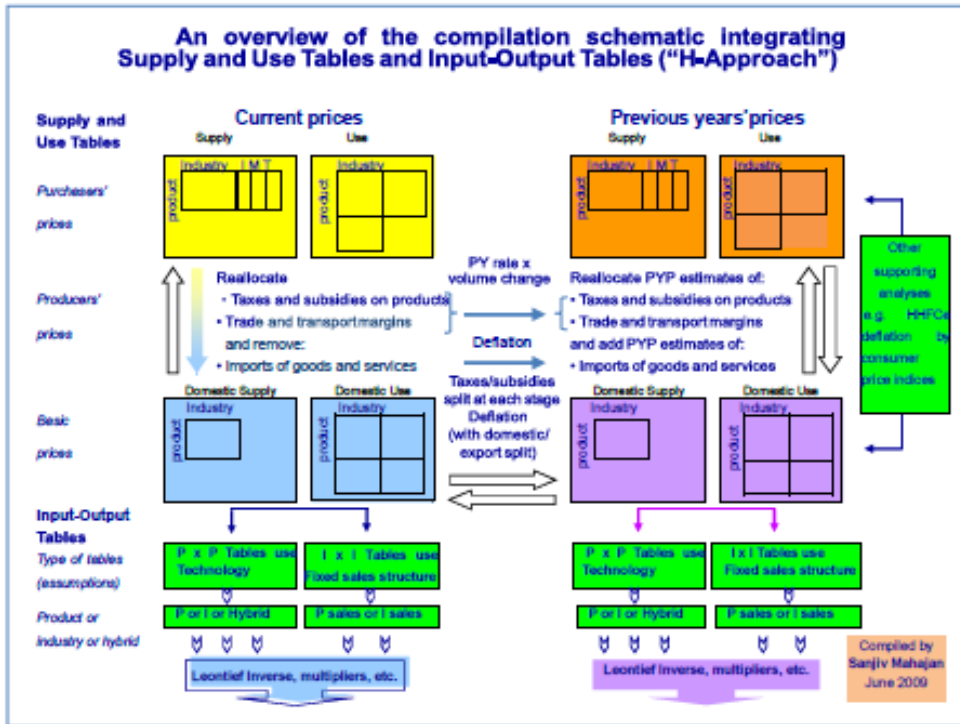 An overview of the compilation schematic integrating
Supply and Use Tables and Input-Output Tables (“H-Approach”)
Supply and
Use Tables
Current prices
Previous years’prices
Supply
Use
Supply
Use
Industry I M T
product
Industry
product
Industry I M T
product
Industry
product
Purchasers’
prices
Producers’
prices
Basic
prices
Reallocate
- Taxes and subsidies on products
• Trade and transport margins
and remove:
• Imports of goods and services
PY rate x
volume change
Deflation
Taxes/subsidies
split at each stage
Deflation
(with domestic/
export split)
Reallocate PYP estimates of:
• Taxes and subsidies on products
• Trade and transport margins
and add PYP estimates of:
• Imports of goods and services
Other
supporting
analyses
e.g. HHFCe
deflation by
consumer
price indices
Domestic Supply
Domestic Use
Domestic Supply
Domestic Use
Industry
product
Industry
product
Industry
product
Industry
product
Input-Output
Tables
Type of tables
(assumptions)
P x P Tables use
Technology
I x I Tables use
Fixed sales structure
P x P Tables use
Technology
I x I Tables use
Fixed sales structure
Product or
industry or hybrid
P or I or Hybrid
P sales or I sales
P or I or Hybrid
P sales or I sales
Leontief Inverse, multipliers, etc.
Leontief Inverse, multipliers, etc.
Compiled by
Sanjiv Mahajan
June 2009